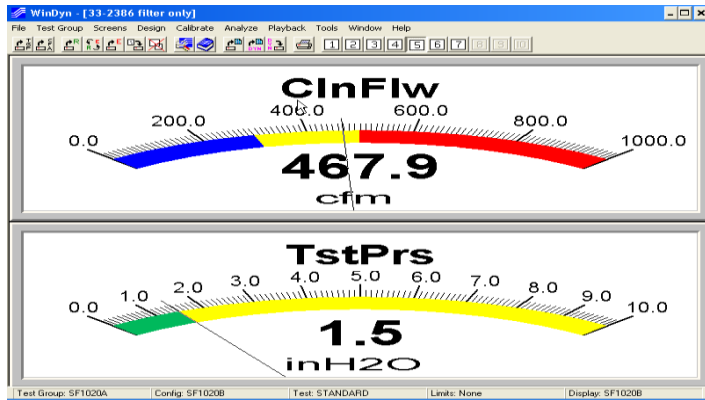 WinDyn - [33-2386 filter only]
File Test Group Screens Design Calibrate Analyze Playback Tools Window Help
1 2 3 4 5 6 7 8 9 10
ClnFlw
0.0 200.0 400.0 600.0 800.0 1000.0
467.9
cfm
TstPrs
0.0 1.0 2.0 3.0 4.0 5.0 6.0 7.0 8.0 9.0 10.0
1.5
inH2O
Test Group: SF1020A Config: SF1020B Test: STANDARD Limits: None Display: SF1020B